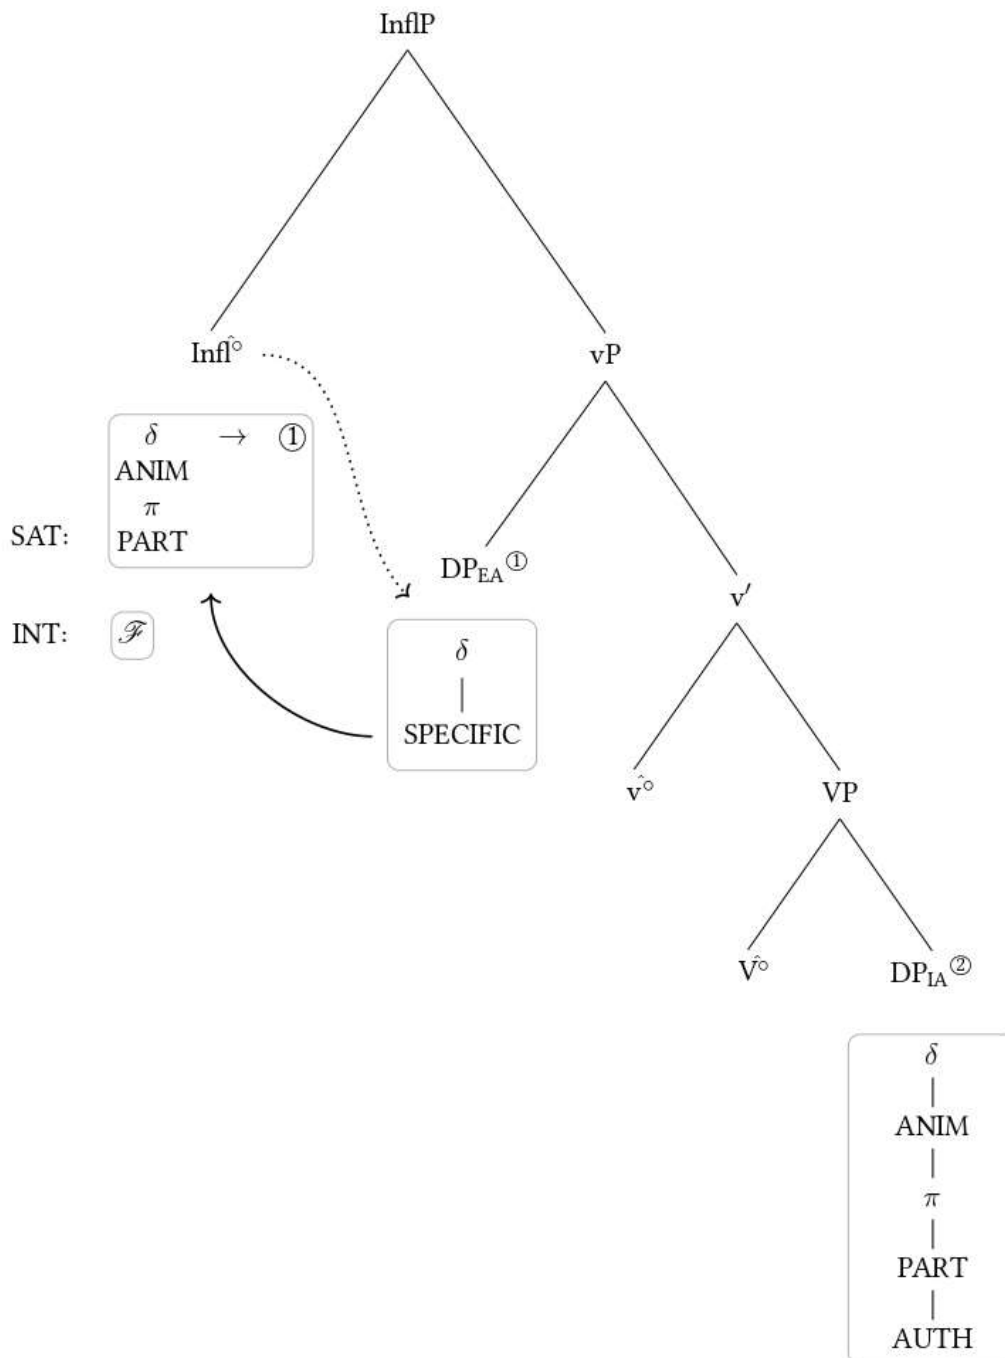 InflP
Infl̂° vP
δ → ①
ANIM
π
SAT: PART
DP_EA ①
v′
INT: ℱ
δ
|
SPECIFIC
v̂° VP
V̂° DP_IA ②
δ
|
ANIM
|
π
|
PART
|
AUTH